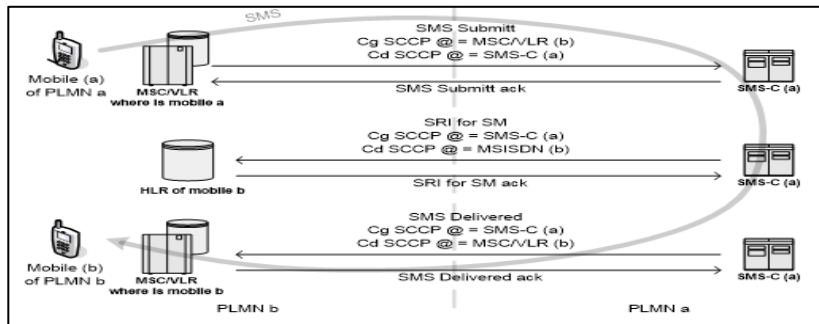 SMS
SMS Submitt
Cg SCCP @ = MSC/VLR (b)
Cd SCCP @ = SMS-C (a)
Mobile (a)
of PLMN a
MSC/VLR
where is mobile a
SMS Submitt ack
SMS-C (a)
SRI for SM
Cg SCCP @ = SMS-C (a)
Cd SCCP @ = MSISDN (b)
HLR of mobile b
SRI for SM ack
SMS-C (a)
SMS Delivered
Cg SCCP @ = SMS-C (a)
Cd SCCP @ = MSC/VLR (b)
Mobile (b)
of PLMN b
MSC/VLR
where is mobile b
SMS Delivered ack
SMS-C (a)
PLMN b
PLMN a